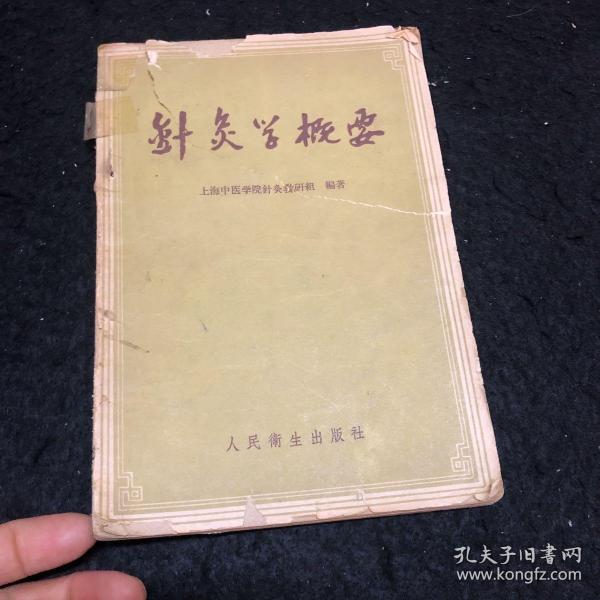 針灸学概要
上海中医学院針灸教研組 編著
人民衛生出版社
孔夫子旧書网
www.kongfz.com